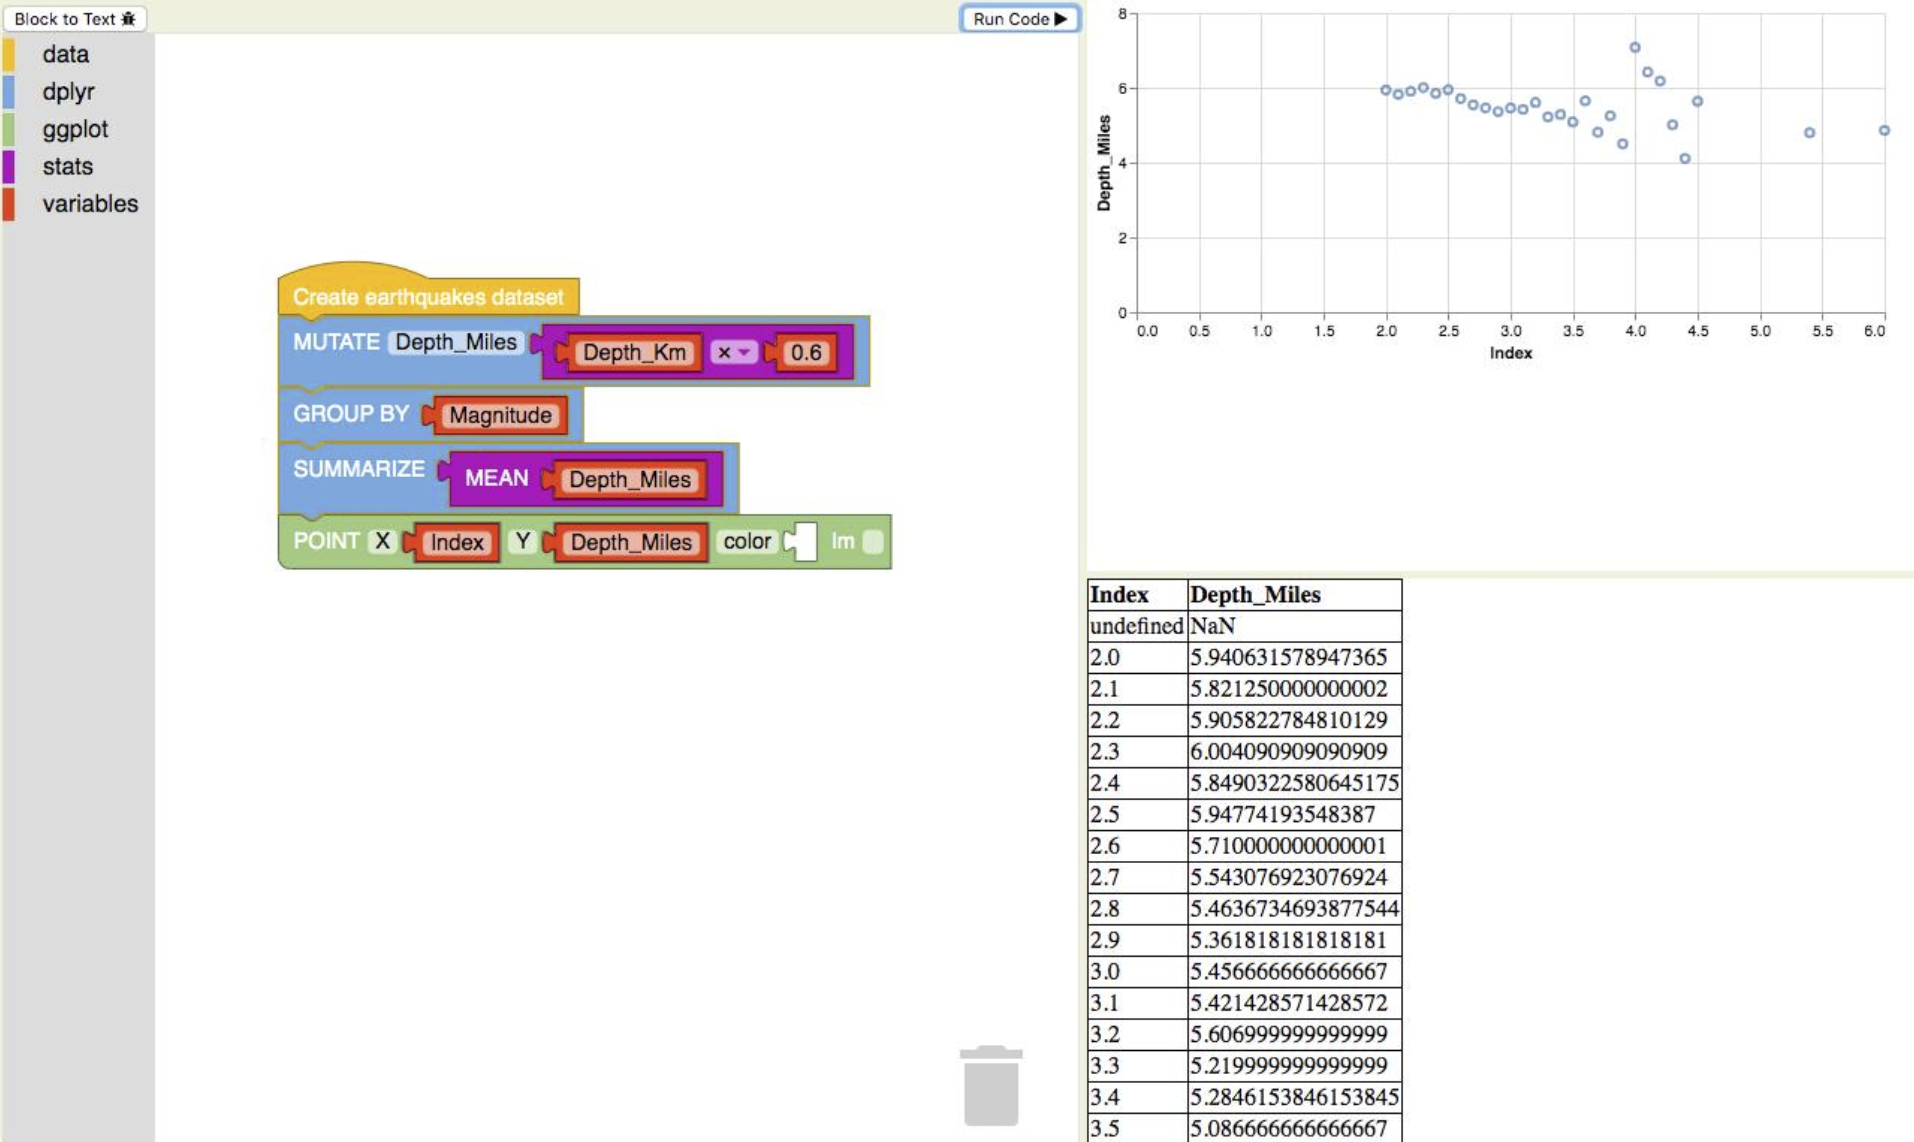 Block to Text
Run Code
data
dplyr
ggplot
stats
variables
Create earthquakes dataset
MUTATE Depth_Miles Depth_Km × 0.6
GROUP BY Magnitude
SUMMARIZE MEAN Depth_Miles
POINT X Index Y Depth_Miles color lm
8
6
4
2
0
Depth_Miles
0.0 0.5 1.0 1.5 2.0 2.5 3.0 3.5 4.0 4.5 5.0 5.5 6.0
Index
Index Depth_Miles
undefined NaN
2.0 5.940631578947365
2.1 5.821250000000002
2.2 5.905822784810129
2.3 6.004090909090909
2.4 5.8490322580645175
2.5 5.94774193548387
2.6 5.710000000000001
2.7 5.543076923076924
2.8 5.4636734693877544
2.9 5.361818181818181
3.0 5.456666666666667
3.1 5.421428571428572
3.2 5.606999999999999
3.3 5.219999999999999
3.4 5.2846153846153845
3.5 5.086666666666667